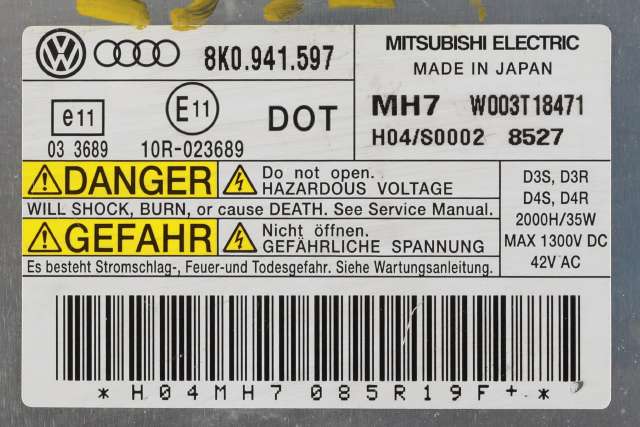 8K0.941.597
MITSUBISHI ELECTRIC
MADE IN JAPAN
e11
03 3689
E11
10R-023689
DOT
MH7 W003T18471
H04/S0002 8527
DANGER
Do not open.
HAZARDOUS VOLTAGE
WILL SHOCK, BURN, or cause DEATH. See Service Manual.
GEFAHR
Nicht öffnen.
GEFÄHRLICHE SPANNUNG
Es besteht Stromschlag-, Feuer-und Todesgefahr. Siehe Wartungsanleitung.
D3S, D3R
D4S, D4R
2000H/35W
MAX 1300V DC
42V AC
*H04MH7085R19F+*